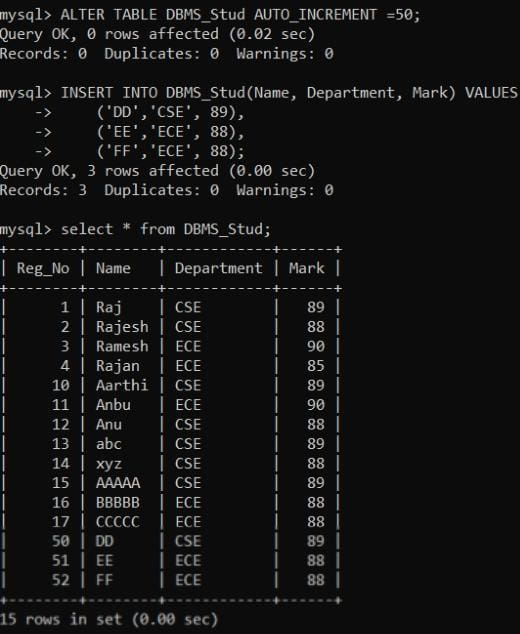 mysql> ALTER TABLE DBMS_Stud AUTO_INCREMENT =50;
Query OK, 0 rows affected (0.02 sec)
Records: 0  Duplicates: 0  Warnings: 0

mysql> INSERT INTO DBMS_Stud(Name, Department, Mark) VALUES
    ->     ('DD','CSE', 89),
    ->     ('EE','ECE', 88),
    ->     ('FF','ECE', 88);
Query OK, 3 rows affected (0.00 sec)
Records: 3  Duplicates: 0  Warnings: 0

mysql> select * from DBMS_Stud;
+--------+--------+------------+------+
| Reg_No | Name   | Department | Mark |
+--------+--------+------------+------+
|      1 | Raj    | CSE        |   89 |
|      2 | Rajesh | CSE        |   88 |
|      3 | Ramesh | ECE        |   90 |
|      4 | Rajan  | ECE        |   85 |
|     10 | Aarthi | CSE        |   89 |
|     11 | Anbu   | ECE        |   90 |
|     12 | Anu    | CSE        |   88 |
|     13 | abc    | CSE        |   89 |
|     14 | xyz    | CSE        |   88 |
|     15 | AAAAA  | CSE        |   89 |
|     16 | BBBBB  | ECE        |   88 |
|     17 | CCCCC  | ECE        |   88 |
|     50 | DD     | CSE        |   89 |
|     51 | EE     | ECE        |   88 |
|     52 | FF     | ECE        |   88 |
+--------+--------+------------+------+
15 rows in set (0.00 sec)